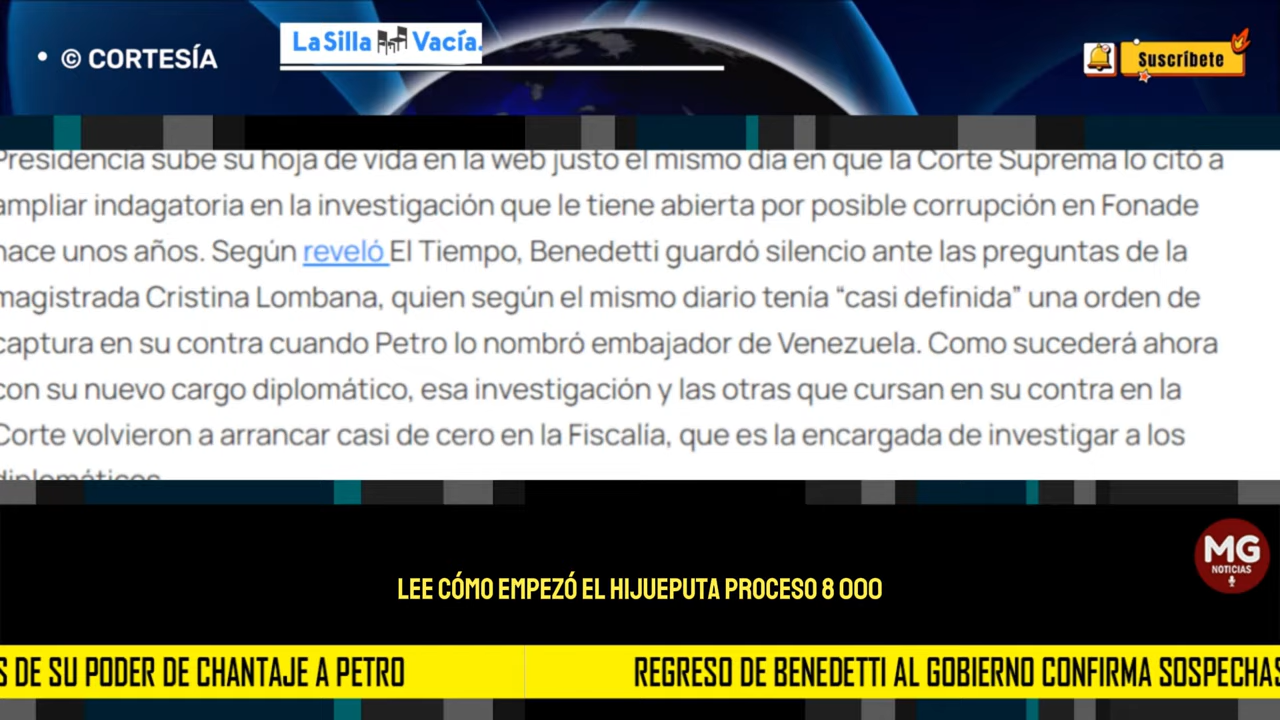 • © CORTESÍA
La Silla Vacía.
Suscríbete
Presidencia sube su hoja de vida en la web justo el mismo día en que la Corte Suprema lo citó a
ampliar indagatoria en la investigación que le tiene abierta por posible corrupción en Fonade
hace unos años. Según reveló El Tiempo, Benedetti guardó silencio ante las preguntas de la
magistrada Cristina Lombana, quien según el mismo diario tenía “casi definida” una orden de
captura en su contra cuando Petro lo nombró embajador de Venezuela. Como sucederá ahora
con su nuevo cargo diplomático, esa investigación y las otras que cursan en su contra en la
Corte volvieron a arrancar casi de cero en la Fiscalía, que es la encargada de investigar a los
diplomáticos.
MG
NOTICIAS
LEE CÓMO EMPEZÓ EL HIJUEPUTA PROCESO 8 000
S DE SU PODER DE CHANTAJE A PETRO REGRESO DE BENEDETTI AL GOBIERNO CONFIRMA SOSPECHAS